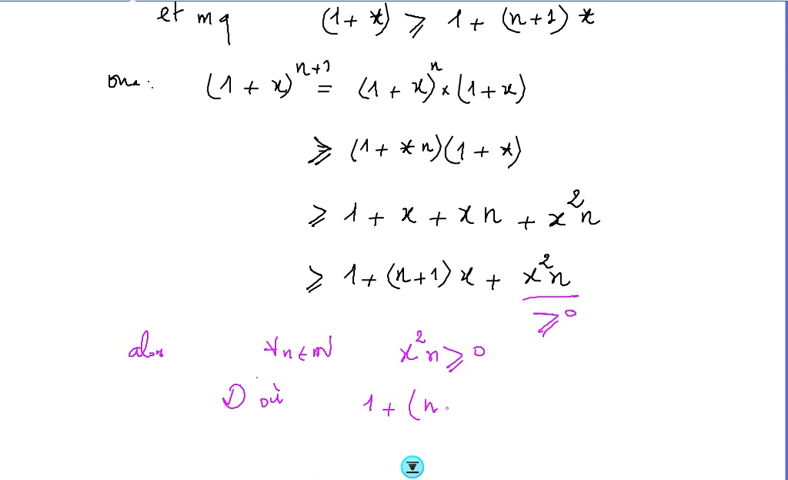 et mq (1 + x) ⩾ 1 + (n+1) x
ona: (1 + x)^{n+1} = (1 + x)^n × (1+x)
⩾ (1 + xn)(1 + x)
⩾ 1 + x + xn + x²n
⩾ 1 + (n+1) x + x²n
⩾ 0
alors ∀n ∈ ℕ x²n ⩾ 0
D où 1 + (n